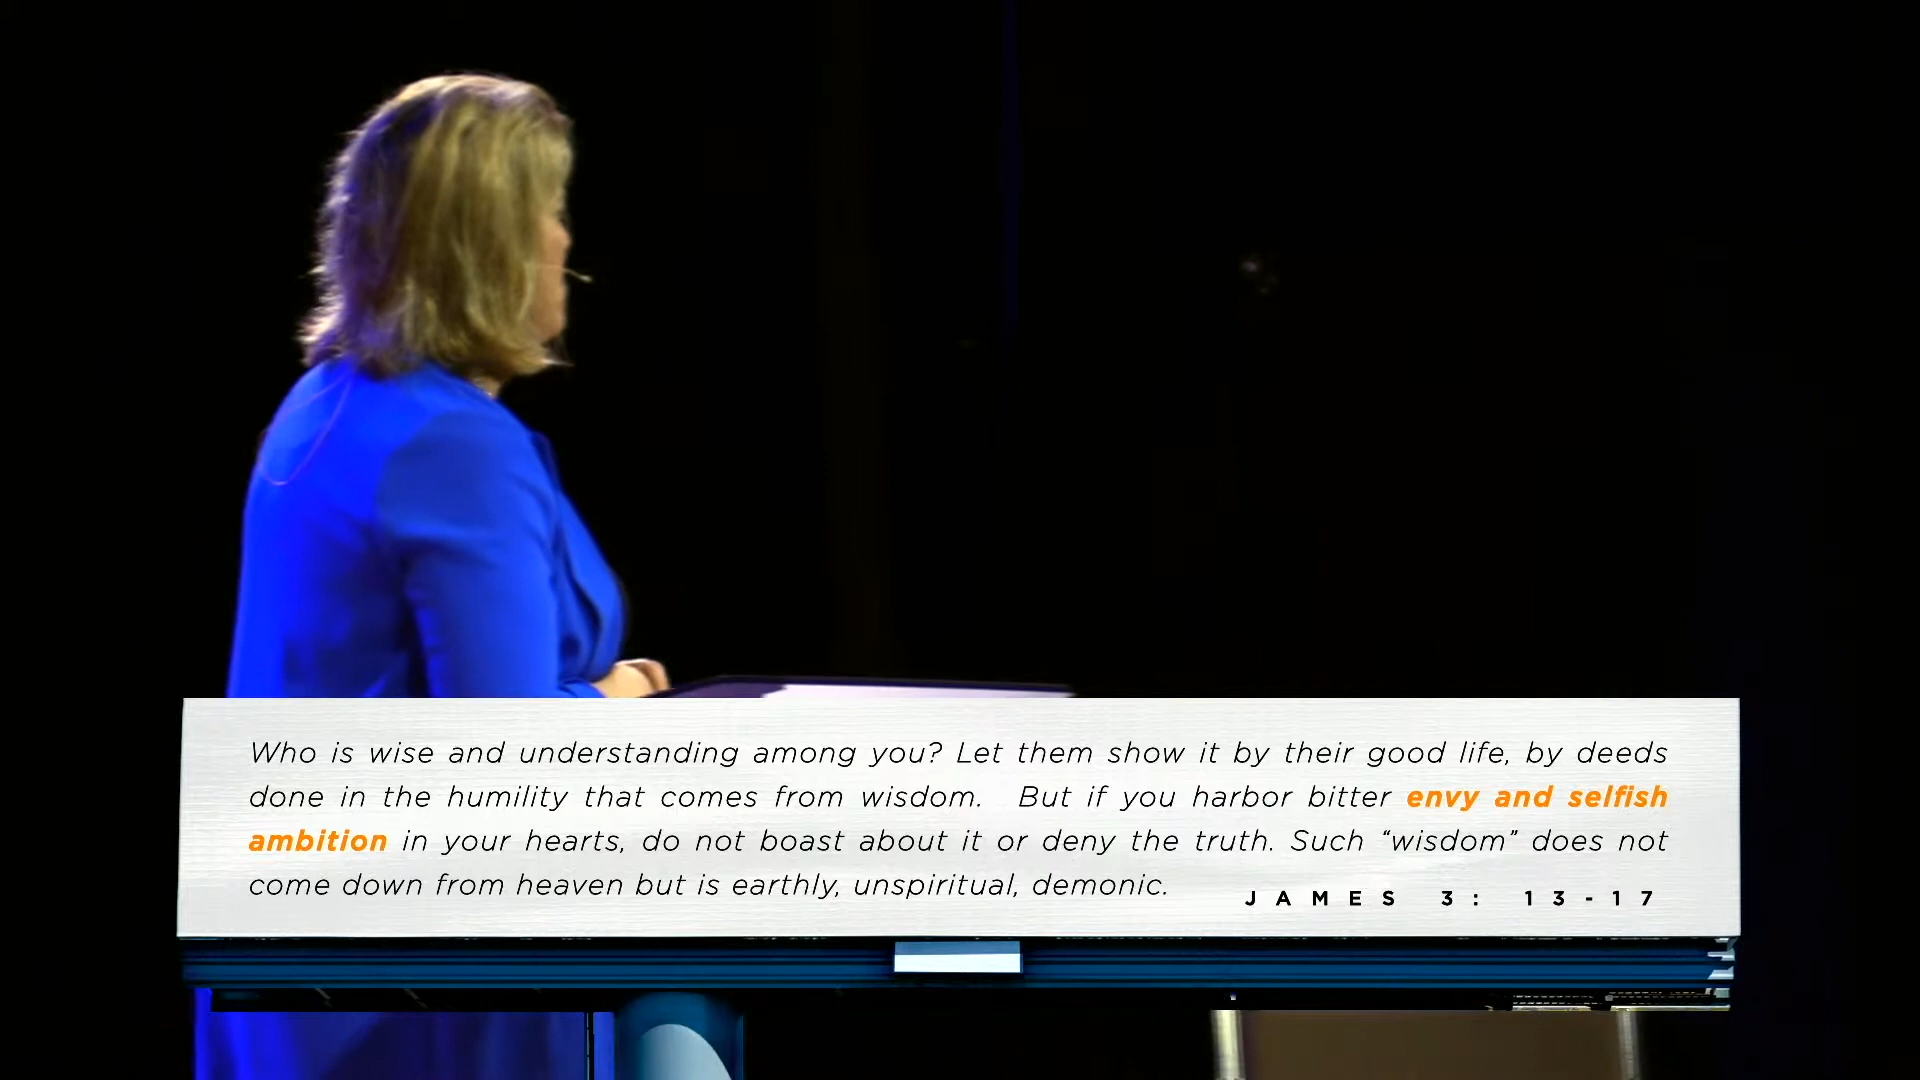 Who is wise and understanding among you? Let them show it by their good life, by deeds
done in the humility that comes from wisdom.  But if you harbor bitter envy and selfish
ambition in your hearts, do not boast about it or deny the truth. Such “wisdom” does not
come down from heaven but is earthly, unspiritual, demonic.
JAMES 3: 13-17